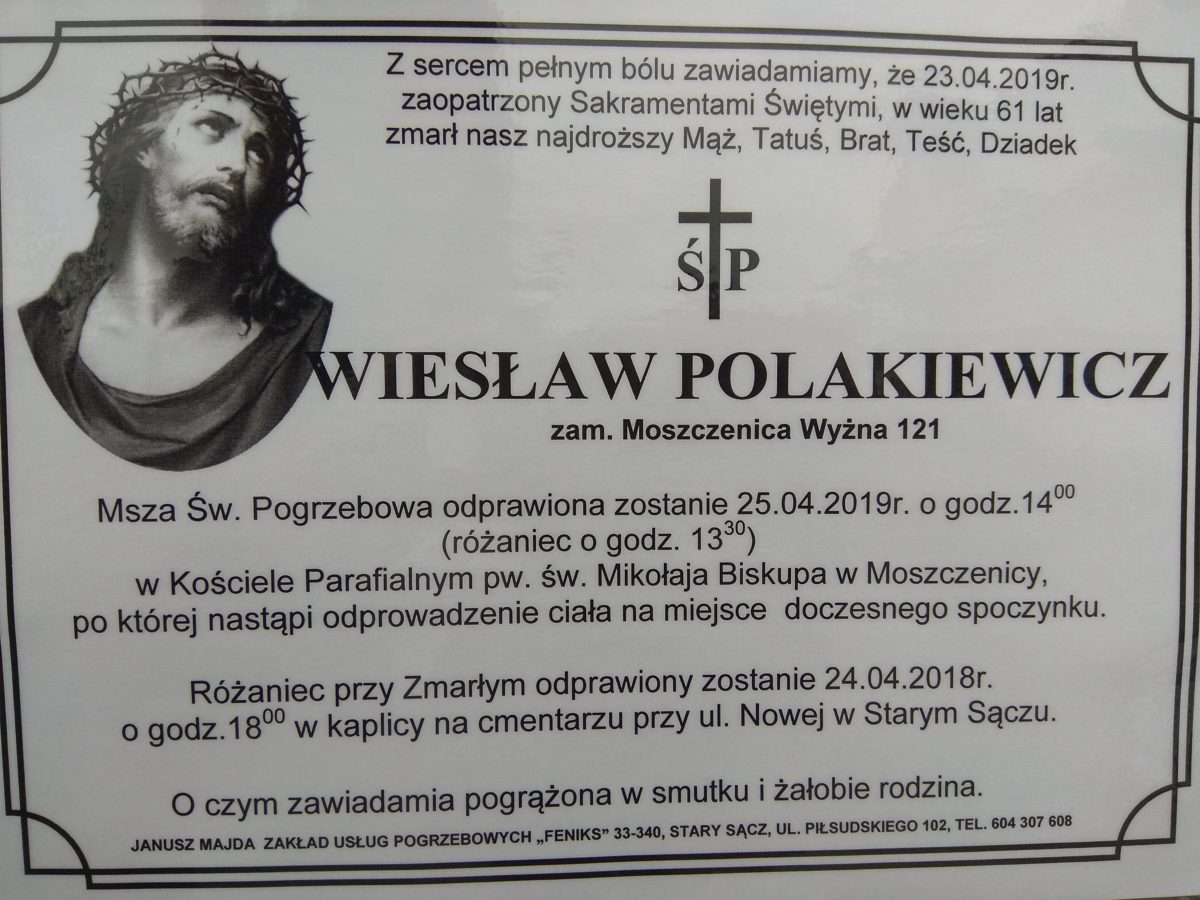 Z sercem pełnym bólu zawiadamiamy, że 23.04.2019r.
zaopatrzony Sakramentami Świętymi, w wieku 61 lat
zmarł nasz najdroższy Mąż, Tatuś, Brat, Teść, Dziadek
Ś P
WIESŁAW POLAKIEWICZ
zam. Moszczenica Wyżna 121
Msza Św. Pogrzebowa odprawiona zostanie 25.04.2019r. o godz.14⁰⁰
(różaniec o godz. 13³⁰)
w Kościele Parafialnym pw. św. Mikołaja Biskupa w Moszczenicy,
po której nastąpi odprowadzenie ciała na miejsce doczesnego spoczynku.
Różaniec przy Zmarłym odprawiony zostanie 24.04.2018r.
o godz.18⁰⁰ w kaplicy na cmentarzu przy ul. Nowej w Starym Sączu.
O czym zawiadamia pogrążona w smutku i żałobie rodzina.
JANUSZ MAJDA ZAKŁAD USŁUG POGRZEBOWYCH „FENIKS” 33-340, STARY SĄCZ, UL. PIŁSUDSKIEGO 102, TEL. 604 307 608